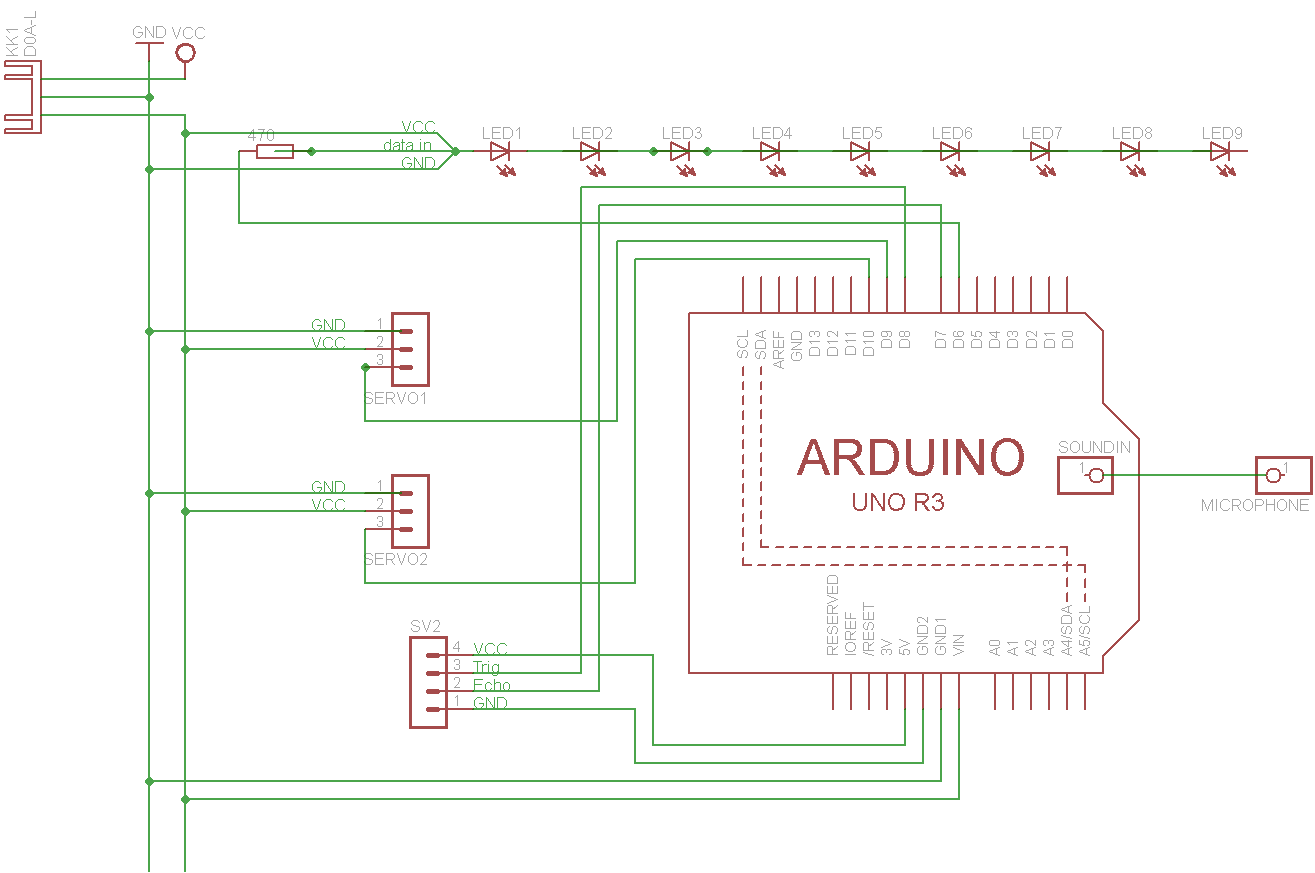 KK1
D0A-L
GND VCC
470
VCC
data in
GND
LED1 LED2 LED3 LED4 LED5 LED6 LED7 LED8 LED9
GND
VCC
1
2
3
SERVO1
GND
VCC
1
2
3
SERVO2
SV2
4 VCC
3 Trig
2 Echo
1 GND
SCL SDA AREF GND D13 D12 D11 D10 D9 D8 D7 D6 D5 D4 D3 D2 D1 D0
ARDUINO
UNO R3
SOUNDIN
1
1
MICROPHONE
RESERVED IOREF /RESET 3V 5V GND2 GND1 VIN A0 A1 A2 A3 A4/SDA A5/SCL